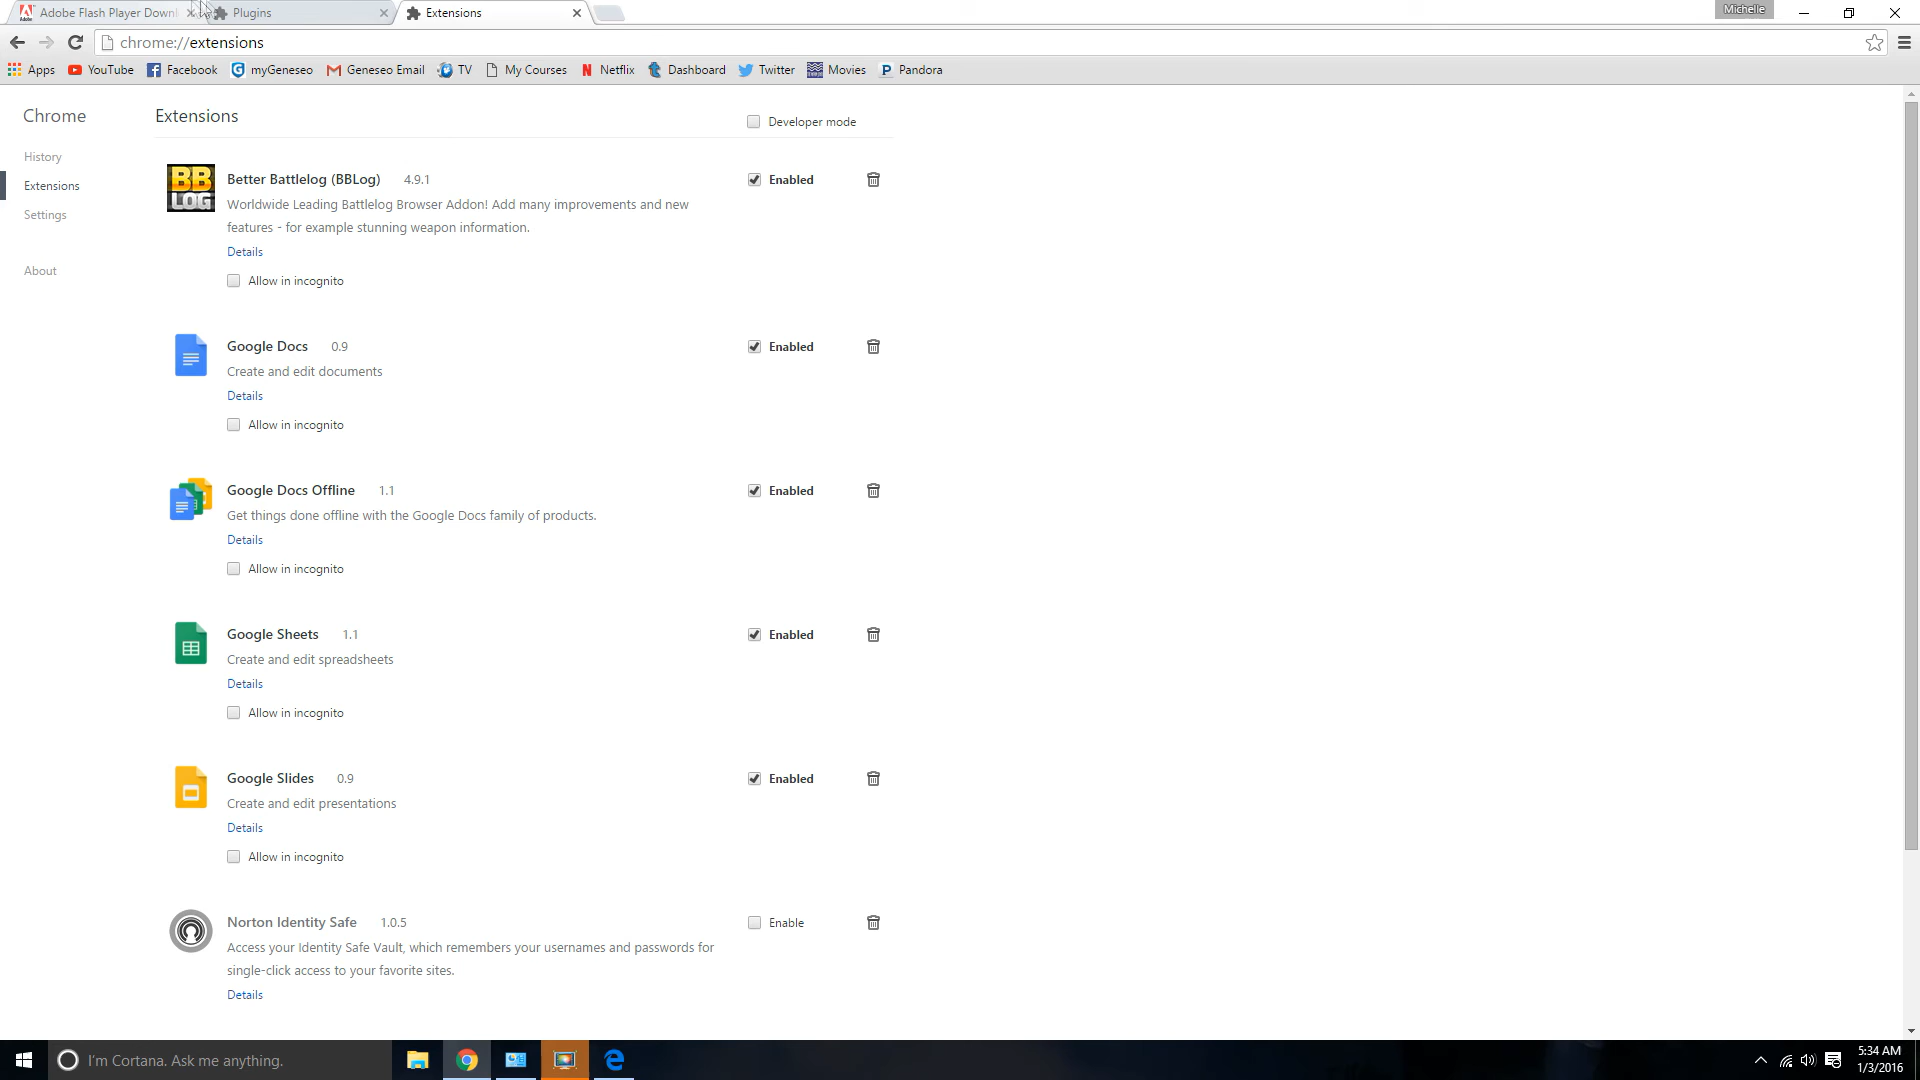 Adobe Flash Player Downl
Plugins
Extensions
Michelle
chrome://extensions
Apps
YouTube
Facebook
myGeneseo
Geneseo Email
TV
My Courses
Netflix
Dashboard
Twitter
Movies
Pandora
Chrome
History
Extensions
Settings
About
Extensions
Developer mode
BB
LOG
Better Battlelog (BBLog) 4.9.1
Enabled
Worldwide Leading Battlelog Browser Addon! Add many improvements and new
features - for example stunning weapon information.
Details
Allow in incognito
Google Docs 0.9
Enabled
Create and edit documents
Details
Allow in incognito
Google Docs Offline 1.1
Enabled
Get things done offline with the Google Docs family of products.
Details
Allow in incognito
Google Sheets 1.1
Enabled
Create and edit spreadsheets
Details
Allow in incognito
Google Slides 0.9
Enabled
Create and edit presentations
Details
Allow in incognito
Norton Identity Safe 1.0.5
Enable
Access your Identity Safe Vault, which remembers your usernames and passwords for
single-click access to your favorite sites.
Details
I'm Cortana. Ask me anything.
5:34 AM
1/3/2016